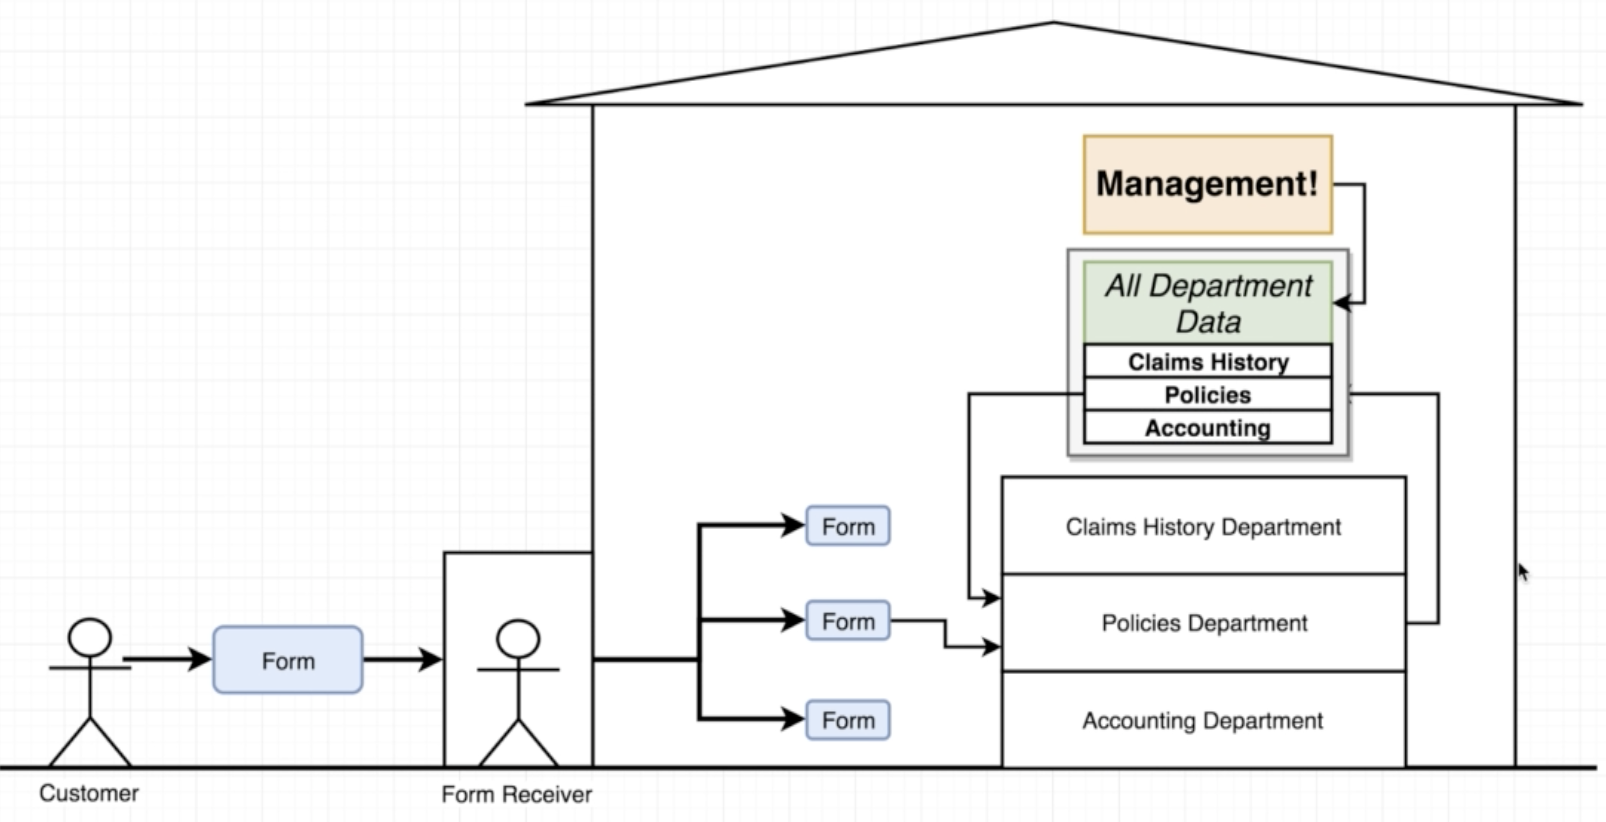 Management!
All Department
Data
Claims History
Policies
Accounting
Form
Claims History Department
Form
Policies Department
Form
Form
Accounting Department
Customer
Form Receiver